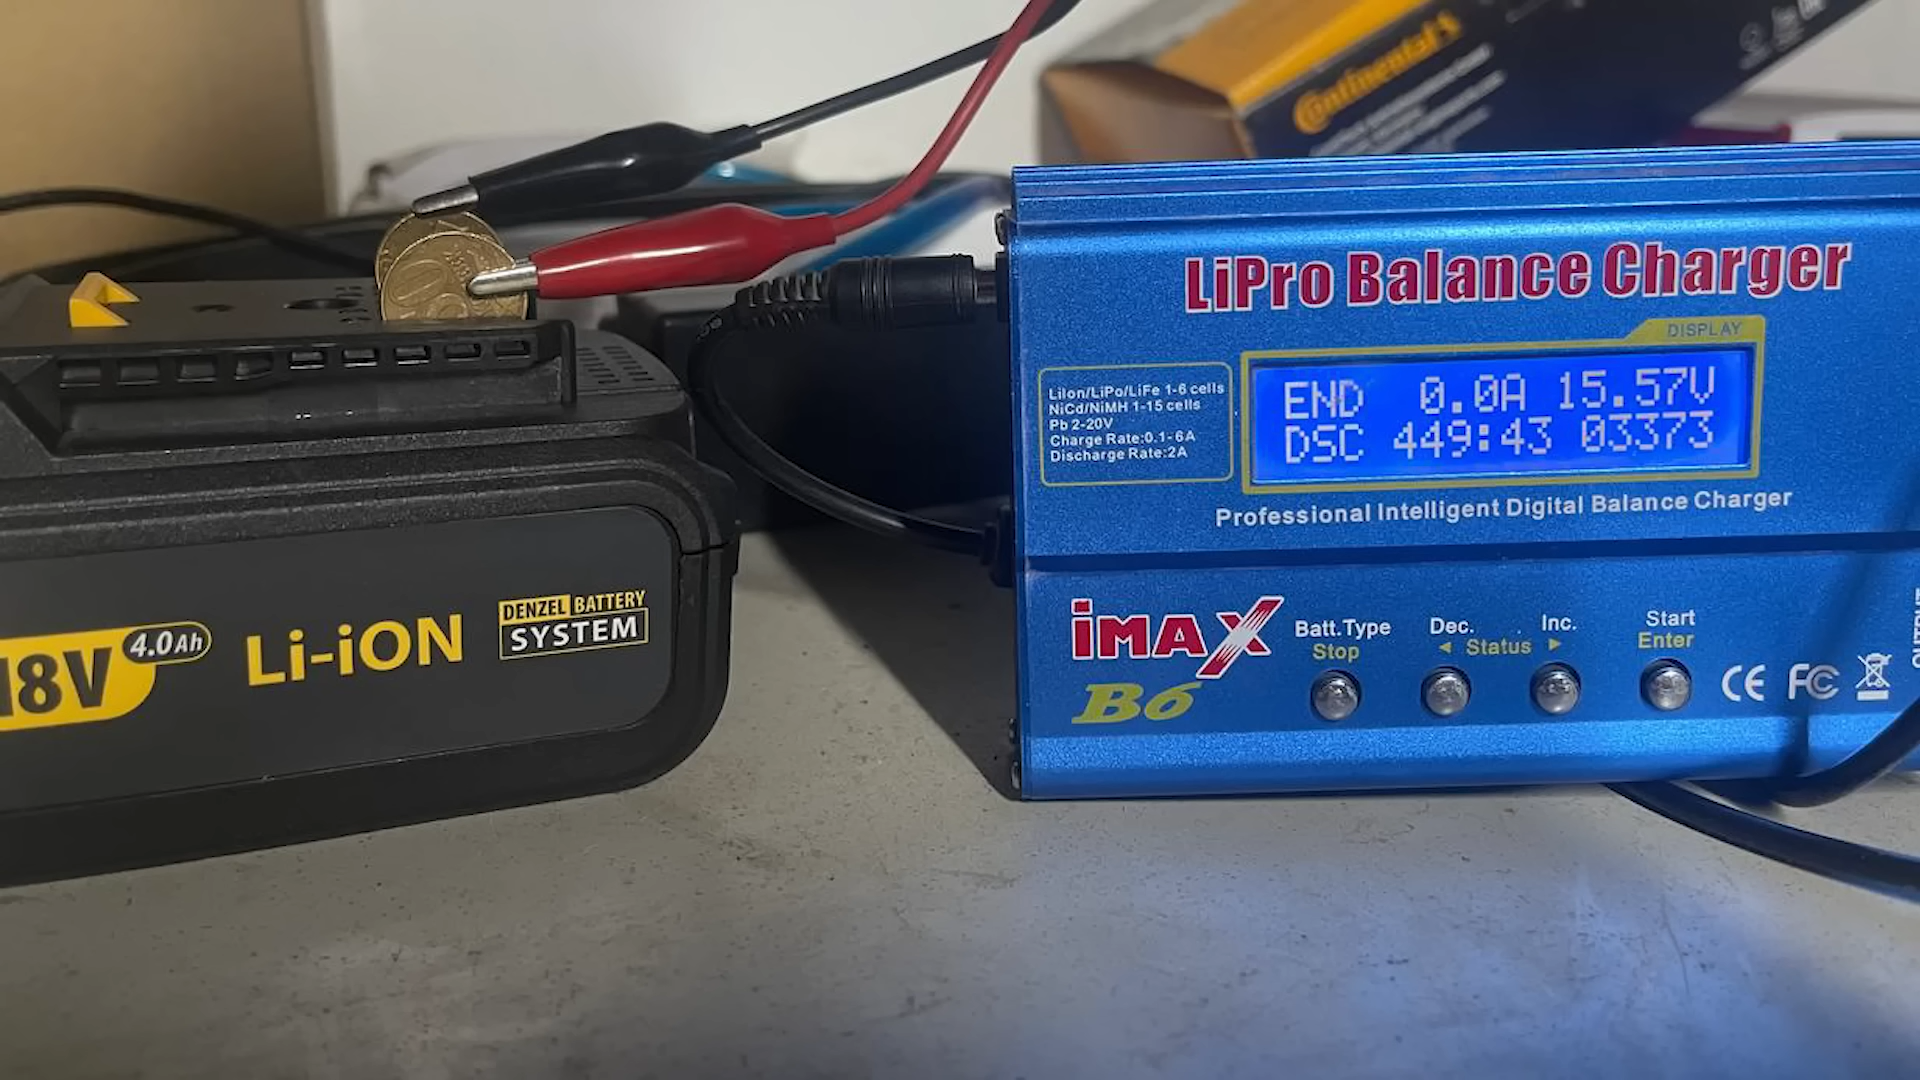 Continental
LiPro Balance Charger
DISPLAY
LiIon/LiPo/LiFe 1-6 cells
NiCd/NiMH 1-15 cells
Pb 2-20V
Charge Rate:0.1-6A
Discharge Rate:2A
END 0.0A 15.57V
DSC 449:43 03373
Professional Intelligent Digital Balance Charger
iMAX
B6
Batt.Type
Stop
Dec.
Inc.
◄ Status ►
Start
Enter
CE FC
18V
4.0Ah
Li-iON
DENZEL BATTERY
SYSTEM